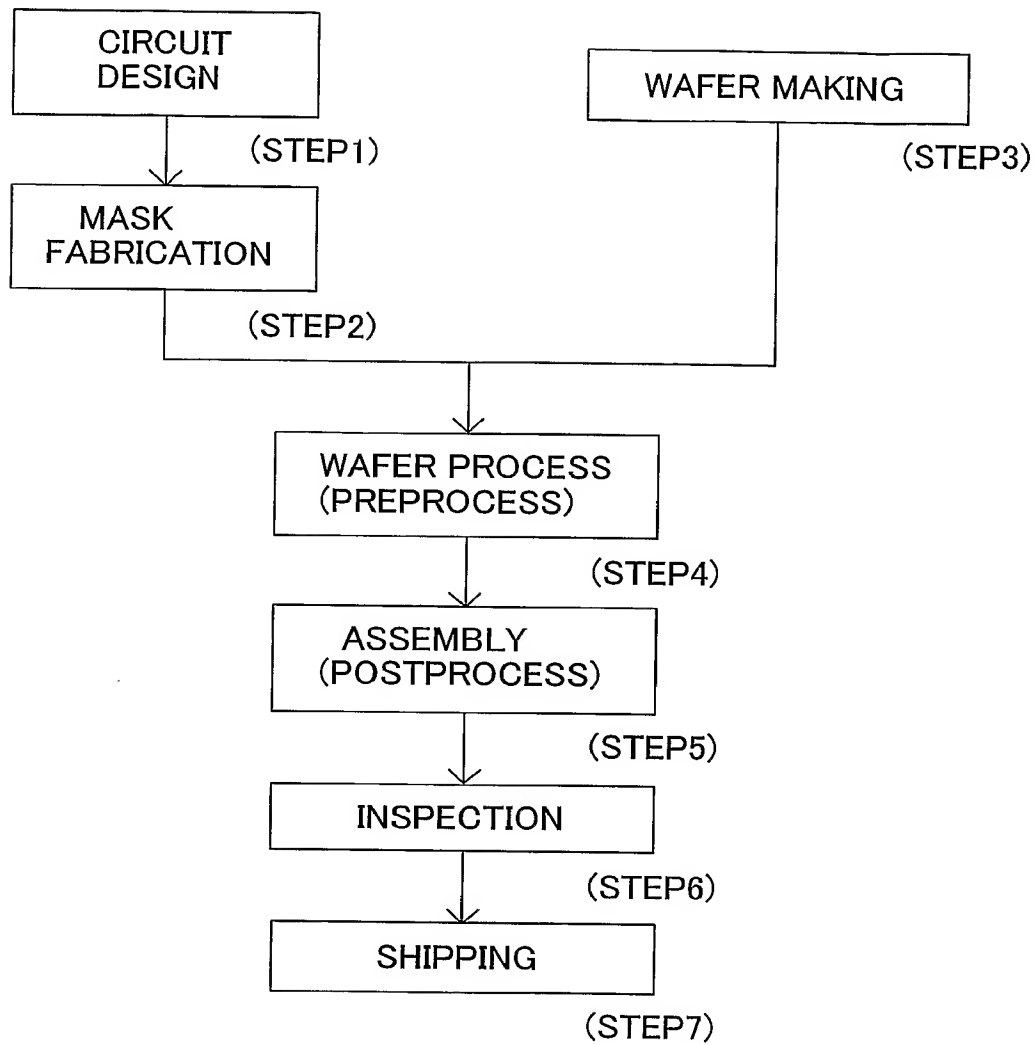 CIRCUIT
DESIGN
(STEP1)
WAFER MAKING
(STEP3)
MASK
FABRICATION
(STEP2)
WAFER PROCESS
(PREPROCESS)
(STEP4)
ASSEMBLY
(POSTPROCESS)
(STEP5)
INSPECTION
(STEP6)
SHIPPING
(STEP7)